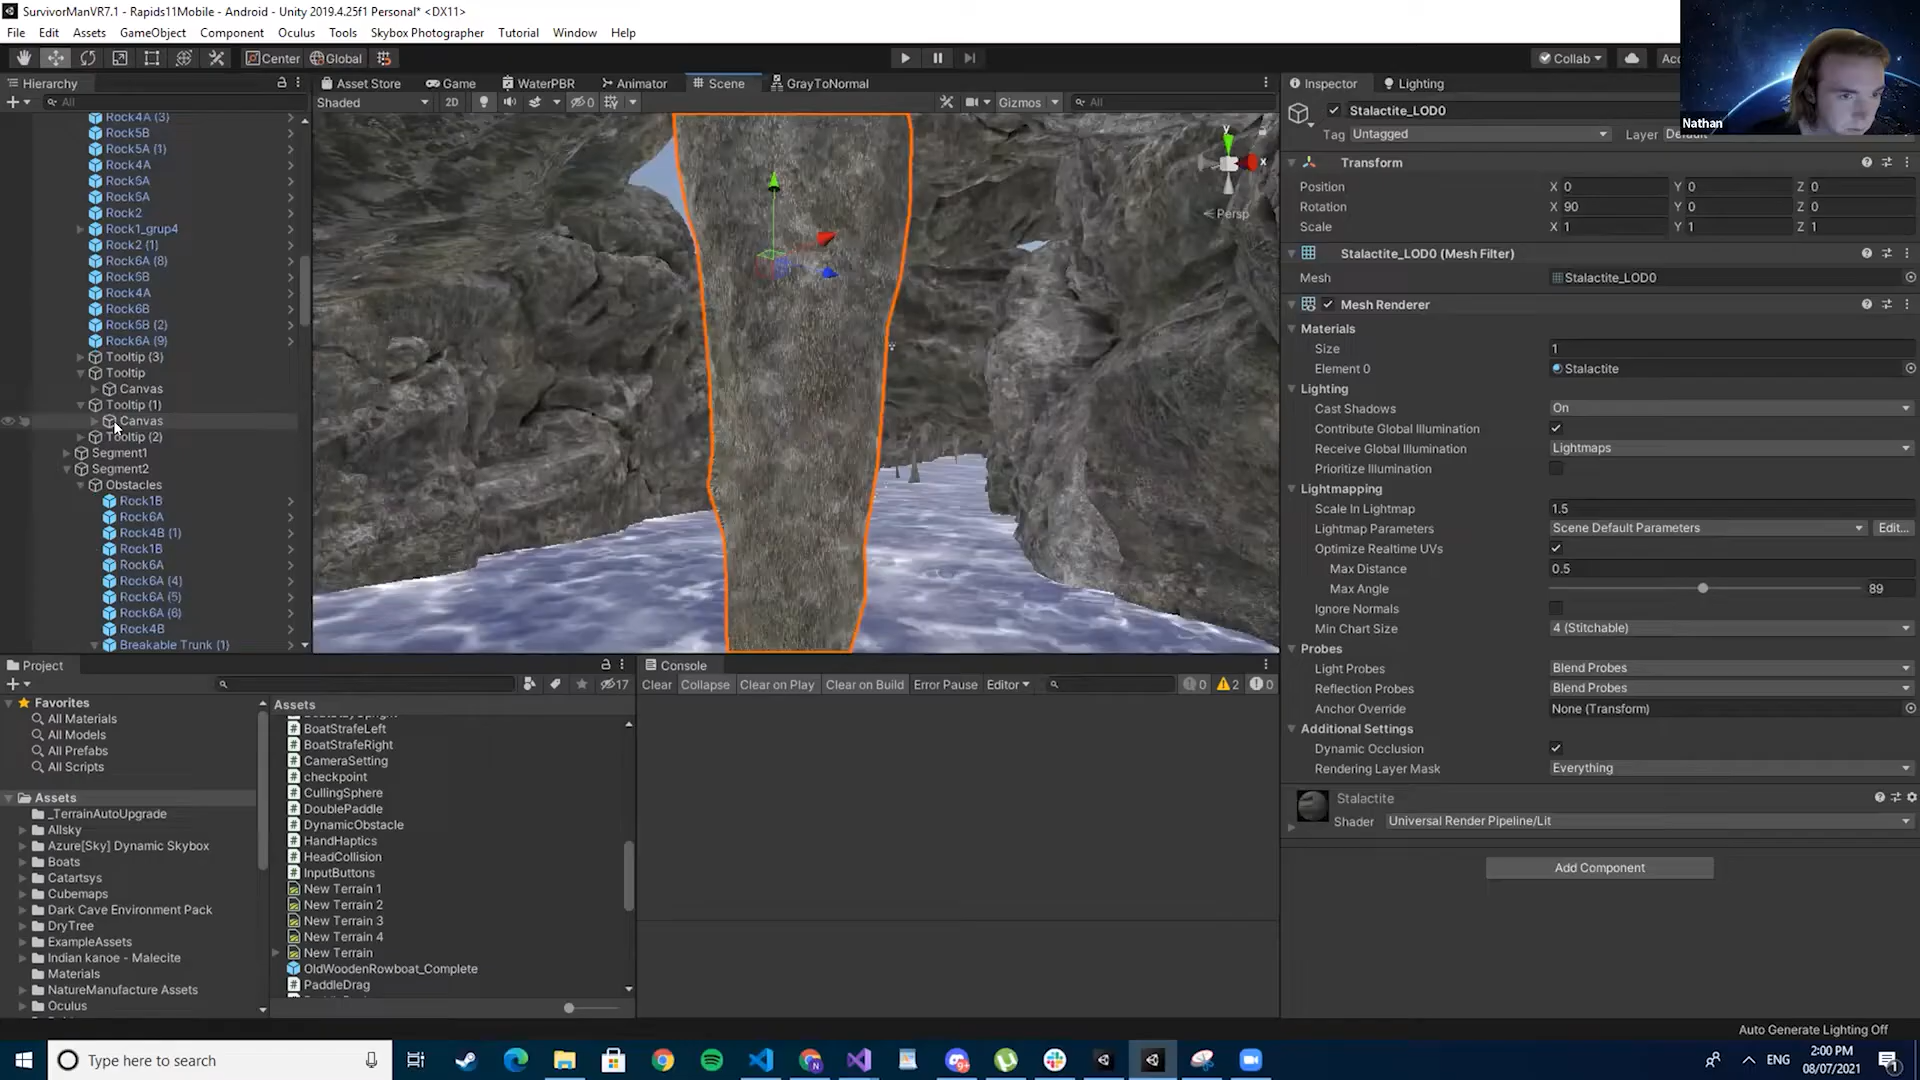 SurvivorManVR7.1 - Rapids11Mobile - Android - Unity 2019.4.25f1 Personal* <DX11>
File Edit Assets GameObject Component Oculus Tools Skybox Photographer Tutorial Window Help
Center Global Collab Acc
Hierarchy
All
Rock4A (3)
Rock5B
Rock5A (1)
Rock4A
Rock6A
Rock2
Rock1_grup4
Rock2 (1)
Rock6A (8)
Rock4A
Rock6B
Rock6A (9)
Tooltip (3)
Tooltip
Canvas
Tooltip (1)
Canvas
Tooltip (2)
Segment1
Segment2
Obstacles
Rock1B
Rock6A
Rock4B (1)
Rock1B
Rock6A
Rock6A (4)
Rock6A (5)
Rock6A (6)
Rock4B
Breakable Trunk (1)
Asset Store Game WaterPBR Animator Scene GrayToNormal
Shaded 2D 0 Gizmos All
y
x
Persp
Inspector Lighting
Nathan
Stalactite_LOD0
Tag Untagged Layer Default
Transform
Position X 0 Y 0 Z 0
Rotation X 90 Y 0 Z 0
Scale X 1 Y 1 Z 1
Stalactite_LOD0 (Mesh Filter)
Mesh Stalactite_LOD0
Mesh Renderer
Materials
Size 1
Element 0 Stalactite
Lighting
Cast Shadows On
Contribute Global Illumination
Receive Global Illumination Lightmaps
Prioritize Illumination
Lightmapping
Scale In Lightmap 1.5
Lightmap Parameters Scene Default Parameters Edit...
Optimize Realtime UVs
Max Distance 0.5
Max Angle 89
Ignore Normals
Min Chart Size 4 (Stitchable)
Probes
Light Probes Blend Probes
Reflection Probes Blend Probes
Anchor Override None (Transform)
Additional Settings
Dynamic Occlusion
Rendering Layer Mask Everything
Stalactite
Shader Universal Render Pipeline/Lit
Add Component
Project
17
Favorites
All Materials
All Models
All Prefabs
All Scripts
Assets
_TerrainAutoUpgrade
Allsky
Azure[Sky] Dynamic Skybox
Boats
Catartsys
Cubemaps
Dark Cave Environment Pack
DryTree
ExampleAssets
Indian kanoe - Malecite
Materials
NatureManufacture Assets
Oculus
Assets
BoatStrafeLeft
BoatStrafeRight
CameraSetting
checkpoint
CullingSphere
DoublePaddle
DynamicObstacle
HandHaptics
HeadCollision
InputButtons
New Terrain 1
New Terrain 2
New Terrain 3
New Terrain 4
New Terrain
OldWoodenRowboat_Complete
PaddleDrag
Console
Clear Collapse Clear on Play Clear on Build Error Pause Editor 0 2 0
Auto Generate Lighting Off
Type here to search
ENG
2:00 PM
08/07/2021
1